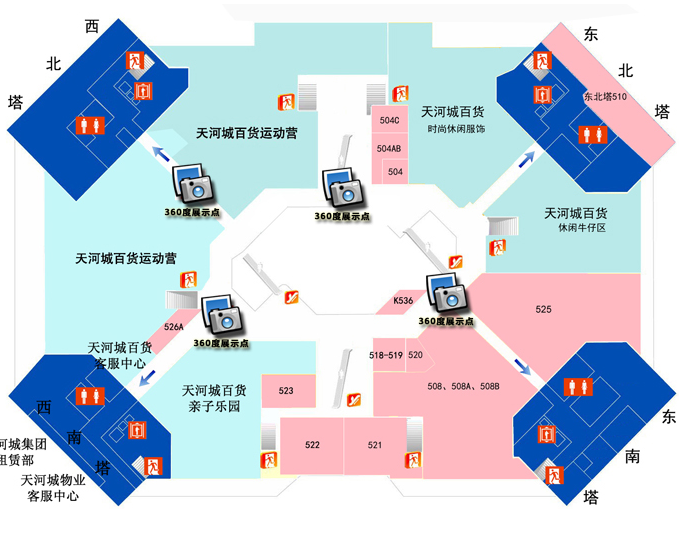 西
北
塔
东
北
塔
东北塔510
天河城百货运动营
504C
504AB
504
天河城百货
时尚休闲服饰
360度展示点
360度展示点
天河城百货
休闲牛仔区
天河城百货运动营
526A
360度展示点
K536
360度展示点
525
天河城百货
客服中心
518-519
520
天河城百货
亲子乐园
523
508、508A、508B
522
521
西
南
塔
河城集团
租赁部
天河城物业
客服中心
东
南
塔